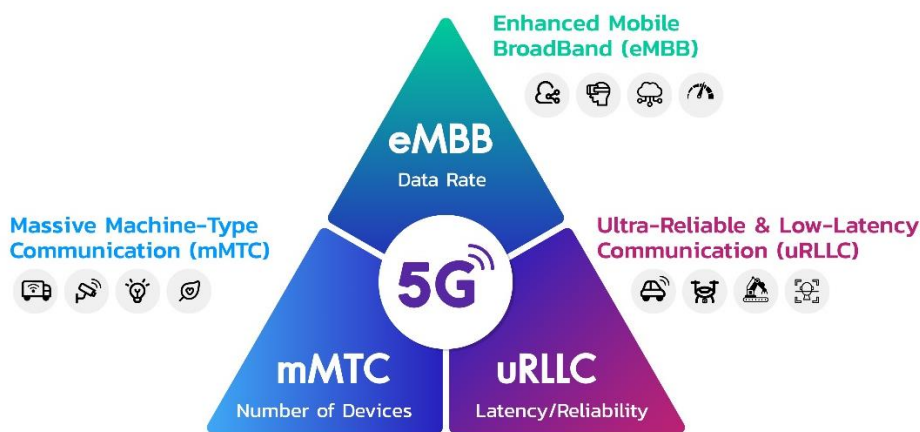 Enhanced Mobile
BroadBand (eMBB)
eMBB
Data Rate
Massive Machine-Type
Communication (mMTC)
Ultra-Reliable & Low-Latency
Communication (uRLLC)
5G
mMTC
Number of Devices
uRLLC
Latency/Reliability